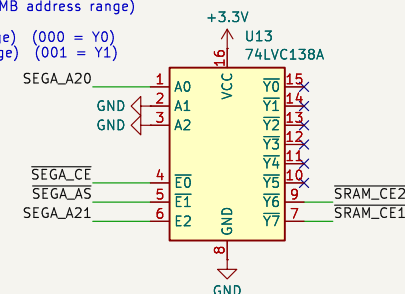 MB address range)
ge) (000 = Y0)
ge) (001 = Y1)
+3.3V
U13
74LVC138A
16
VCC
SEGA_A20 1 A0 Y0 15
GND 2 A1 Y1 14
GND 3 A2 Y2 13
Y3 12
Y4 11
SEGA_CE 4 E0 Y5 10
SEGA_AS 5 E1 Y6 9 SRAM_CE2
SEGA_A21 6 E2 Y7 7 SRAM_CE1
GND
8
GND